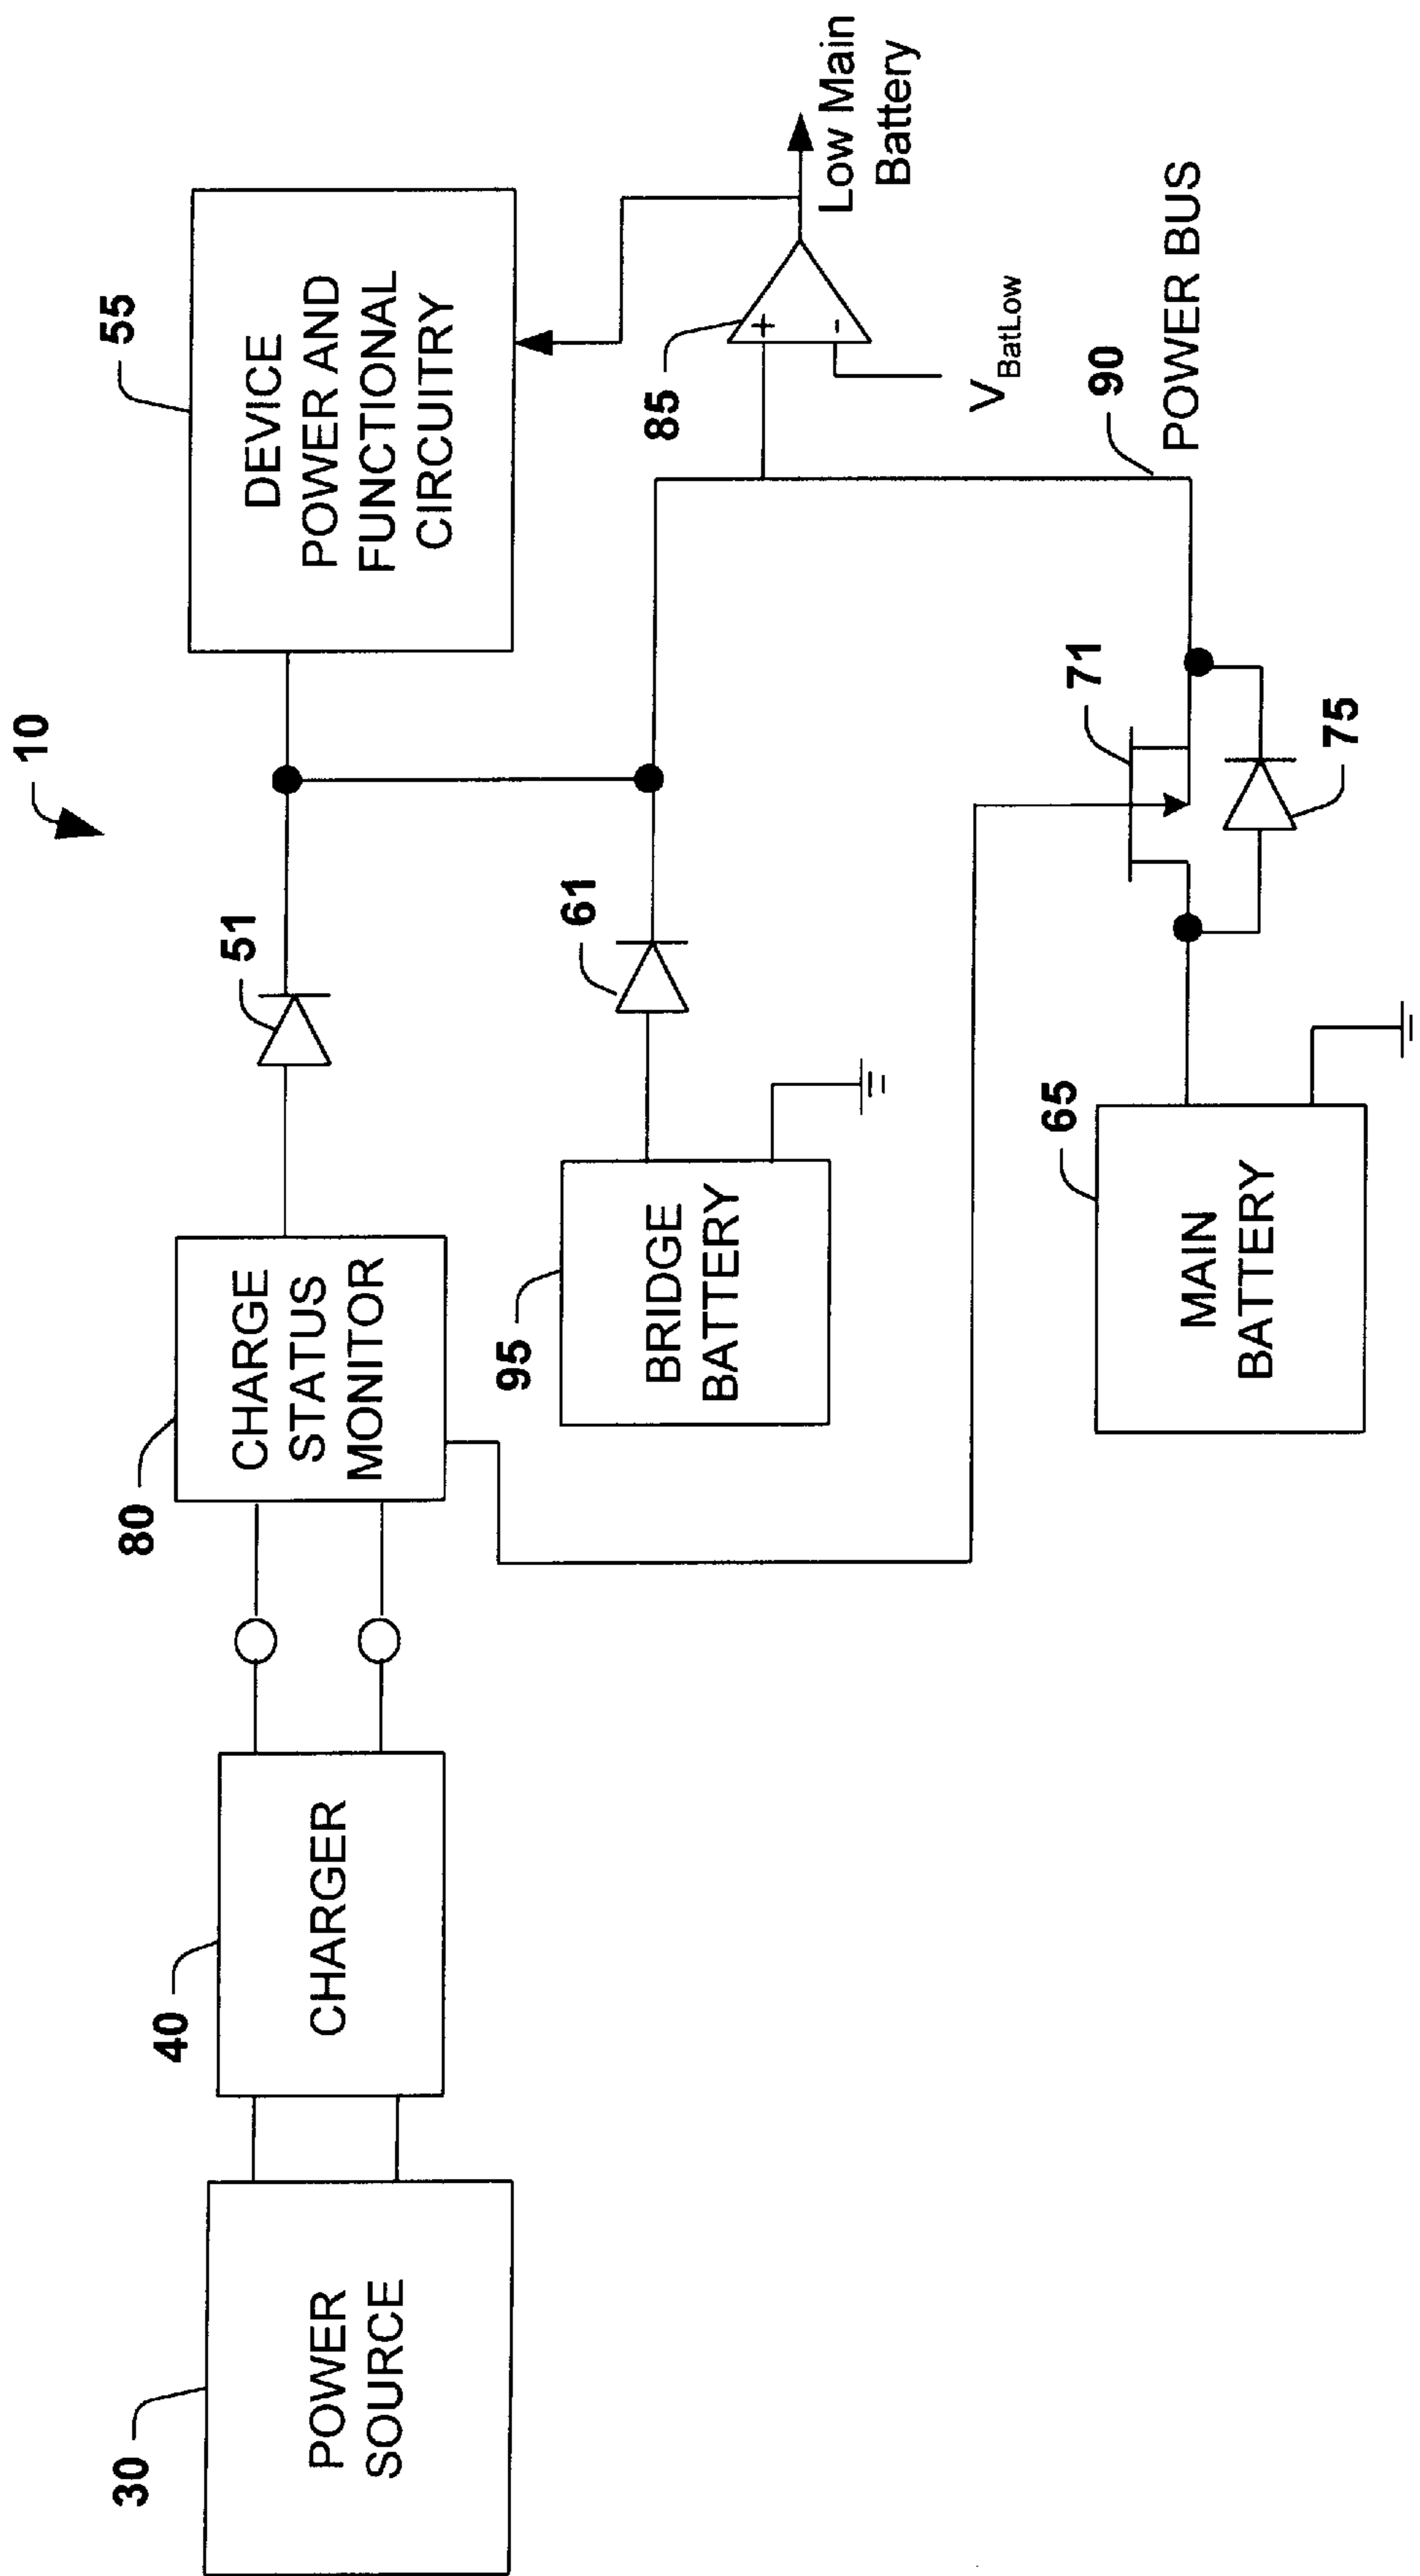 10
30
POWER
SOURCE
40
CHARGER
80
CHARGE
STATUS
MONITOR
51
55
DEVICE
POWER AND
FUNCTIONAL
CIRCUITRY
95
BRIDGE
BATTERY
61
85
+
-
V BatLow
Low Main
Battery
90
POWER BUS
65
MAIN
BATTERY
71
75